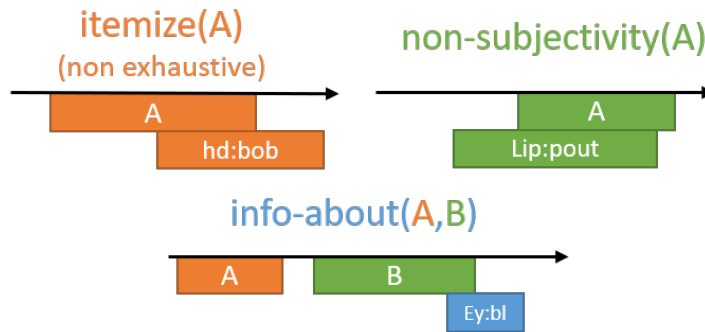 itemize(A)
(non exhaustive)
A
hd:bob
non-subjectivity(A)
A
Lip:pout
info-about(A,B)
A
B
Ey:bl